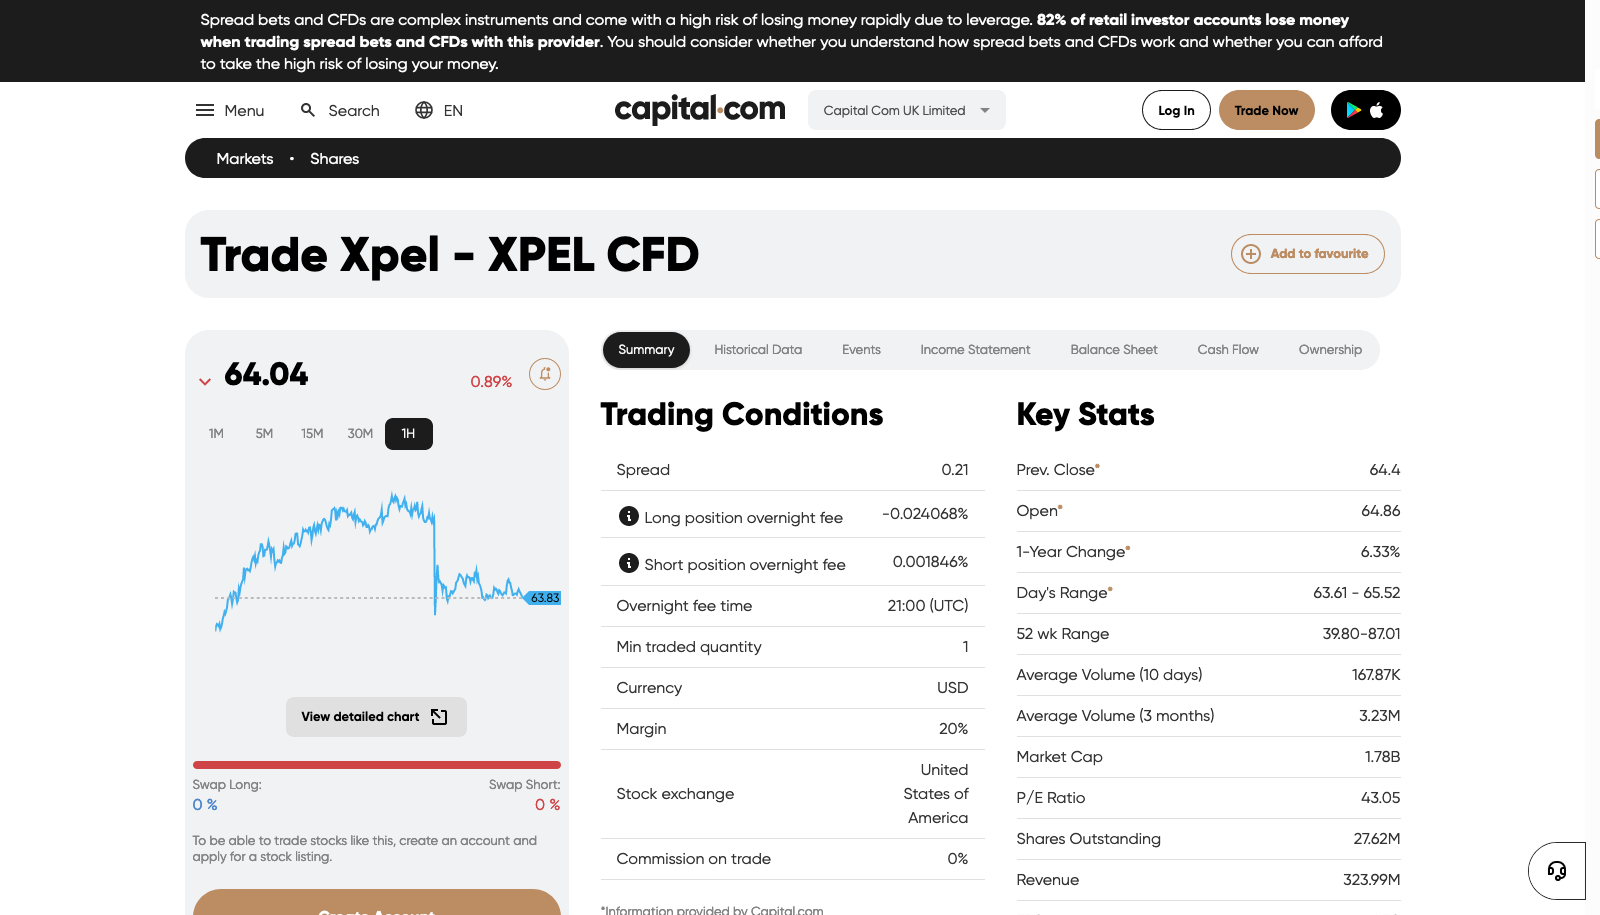 Spread bets and CFDs are complex instruments and come with a high risk of losing money rapidly due to leverage. 82% of retail investor accounts lose money
when trading spread bets and CFDs with this provider. You should consider whether you understand how spread bets and CFDs work and whether you can afford
to take the high risk of losing your money.
Menu
Search
EN
capital.com
Capital Com UK Limited
Log In
Trade Now
Markets • Shares
Trade Xpel - XPEL CFD
Add to favourite
64.04
0.89%
1M 5M 15M 30M 1H
63.83
View detailed chart
Swap Long: Swap Short:
0 % 0 %
To be able to trade stocks like this, create an account and
apply for a stock listing.
Summary Historical Data Events Income Statement Balance Sheet Cash Flow Ownership
Trading Conditions
Spread 0.21
Long position overnight fee -0.024068%
Short position overnight fee 0.001846%
Overnight fee time 21:00 (UTC)
Min traded quantity 1
Currency USD
Margin 20%
Stock exchange United
States of
America
Commission on trade 0%
*Information provided by Capital.com
Key Stats
Prev. Close* 64.4
Open* 64.86
1-Year Change* 6.33%
Day's Range* 63.61 - 65.52
52 wk Range 39.80-87.01
Average Volume (10 days) 167.87K
Average Volume (3 months) 3.23M
Market Cap 1.78B
P/E Ratio 43.05
Shares Outstanding 27.62M
Revenue 323.99M